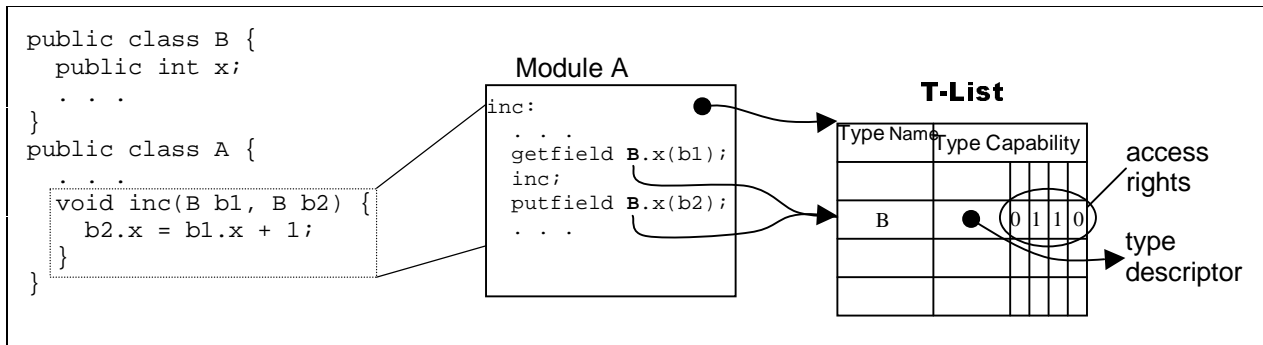 public class B {
public int x;
. . .
}
public class A {
. . .
void inc(B b1, B b2) {
b2.x = b1.x + 1;
}
}
Module A
inc:
. . .
getfield B.x(b1);
inc;
putfield B.x(b2);
. . .
T-List
Type Name Type Capability
B 0 1 1 0
access
rights
type
descriptor